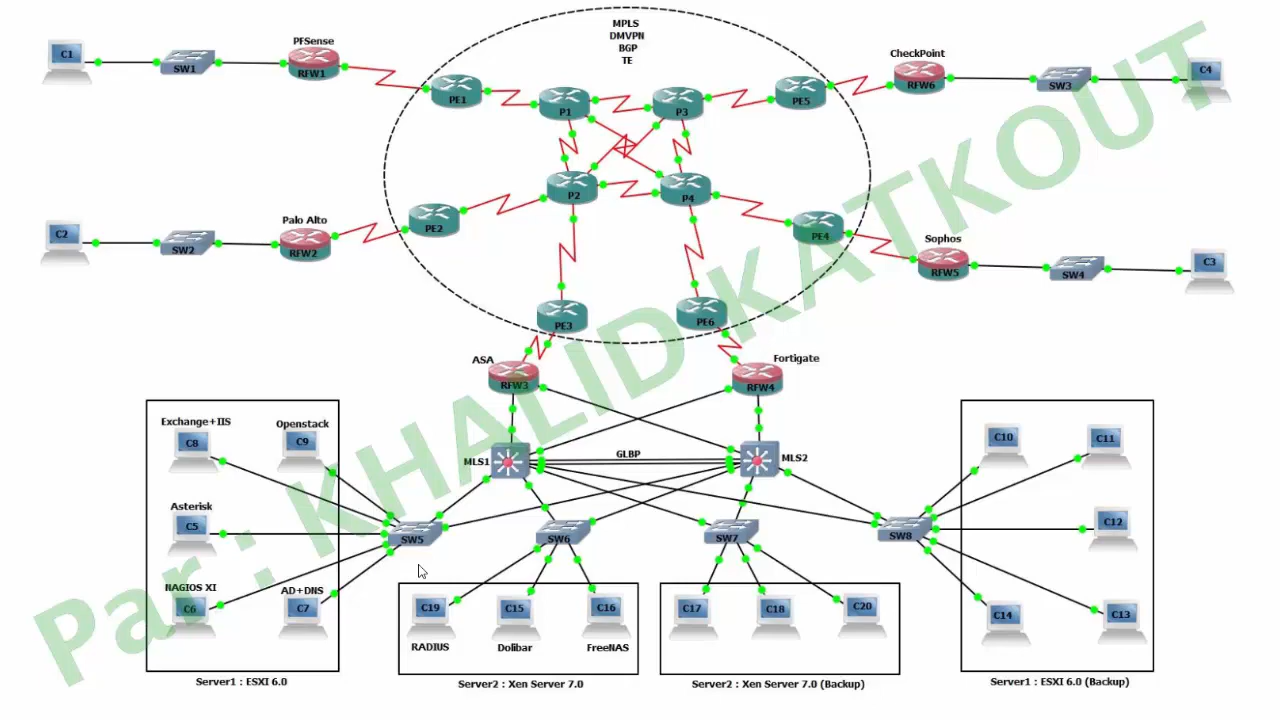 MPLS
DMVPN
BGP
TE
PFSense
CheckPoint
C1
SW1
RFW1
PE1
P1
P3
PE5
RFW6
SW3
C4
Palo Alto
C2
SW2
RFW2
PE2
P2
P4
PE4
Sophos
RFW5
SW4
C3
PE3
PE6
ASA
RFW3
Fortigate
RFW4
MLS1
GLBP
MLS2
Exchange+IIS
C8
Openstack
C9
Asterisk
C5
NAGIOS XI
C6
AD+DNS
C7
SW5
SW6
SW7
SW8
C10
C11
C12
C14
C13
C19
C15
C16
RADIUS
Dolibar
FreeNAS
C17
C18
C20
Server1 : ESXI 6.0
Server2 : Xen Server 7.0
Server2 : Xen Server 7.0 (Backup)
Server1 : ESXI 6.0 (Backup)
Par : KHALID KATKOUT